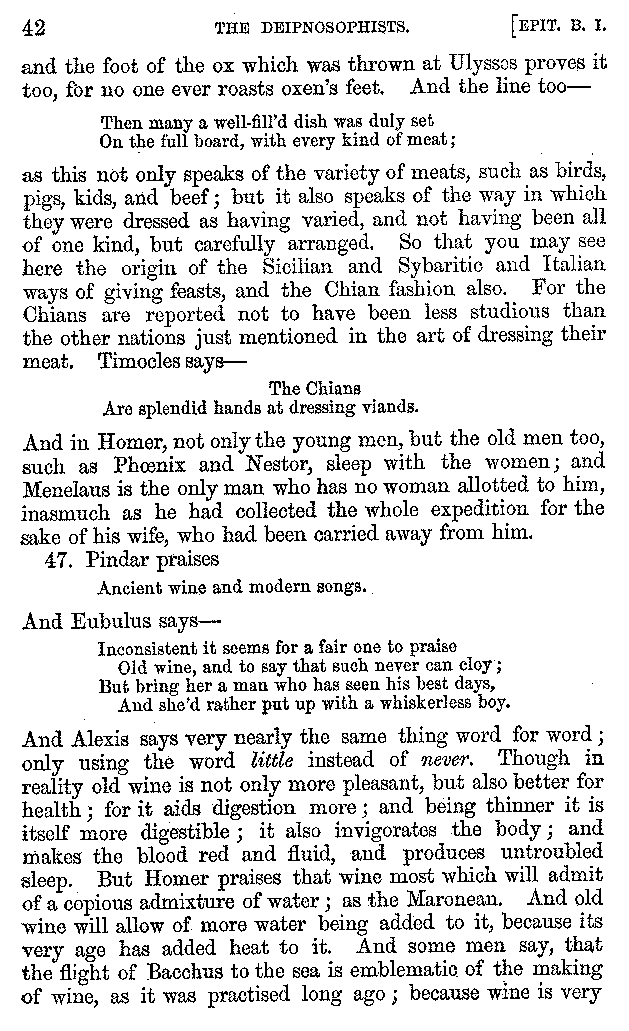 42 THE DEIPNOSOPHISTS. [EPIT. B. I.
and the foot of the ox which was thrown at Ulysses proves it
too, for no one ever roasts oxen's feet. And the line too—
Then many a well-fill'd dish was duly set
On the full board, with every kind of meat;
as this not only speaks of the variety of meats, such as birds,
pigs, kids, and beef; but it also speaks of the way in which
they were dressed as having varied, and not having been all
of one kind, but carefully arranged. So that you may see
here the origin of the Sicilian and Sybaritic and Italian
ways of giving feasts, and the Chian fashion also. For the
Chians are reported not to have been less studious than
the other nations just mentioned in the art of dressing their
meat. Timocles says—
The Chians
Are splendid hands at dressing viands.
And in Homer, not only the young men, but the old men too,
such as Phœnix and Nestor, sleep with the women; and
Menelaus is the only man who has no woman allotted to him,
inasmuch as he had collected the whole expedition for the
sake of his wife, who had been carried away from him.
47. Pindar praises
Ancient wine and modern songs.
And Eubulus says—
Inconsistent it seems for a fair one to praise
Old wine, and to say that such never can cloy;
But bring her a man who has seen his best days,
And she'd rather put up with a whiskerless boy.
And Alexis says very nearly the same thing word for word;
only using the word little instead of never. Though in
reality old wine is not only more pleasant, but also better for
health; for it aids digestion more; and being thinner it is
itself more digestible; it also invigorates the body; and
makes the blood red and fluid, and produces untroubled
sleep. But Homer praises that wine most which will admit
of a copious admixture of water; as the Maronean. And old
wine will allow of more water being added to it, because its
very age has added heat to it. And some men say, that
the flight of Bacchus to the sea is emblematic of the making
of wine, as it was practised long ago; because wine is very